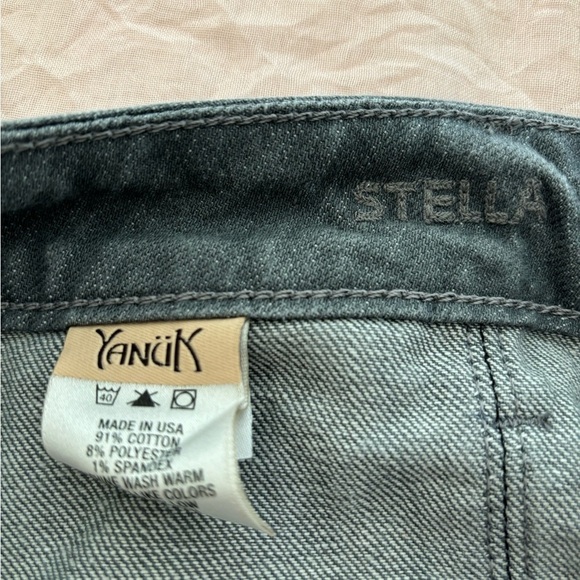 STELLA
YANÜK
40
MADE IN USA
91% COTTON
8% POLYESTER
1% SPANDEX
WASH WARM
COLORS